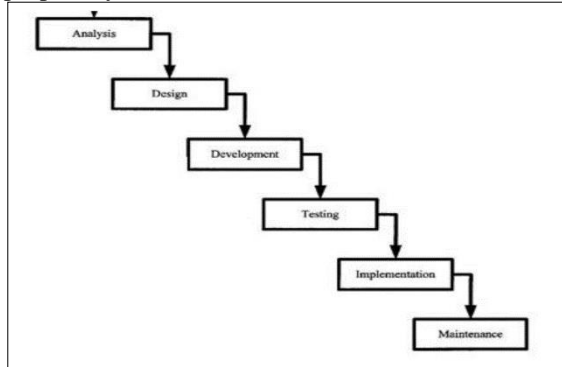 Analysis
Design
Development
Testing
Implementation
Maintenance